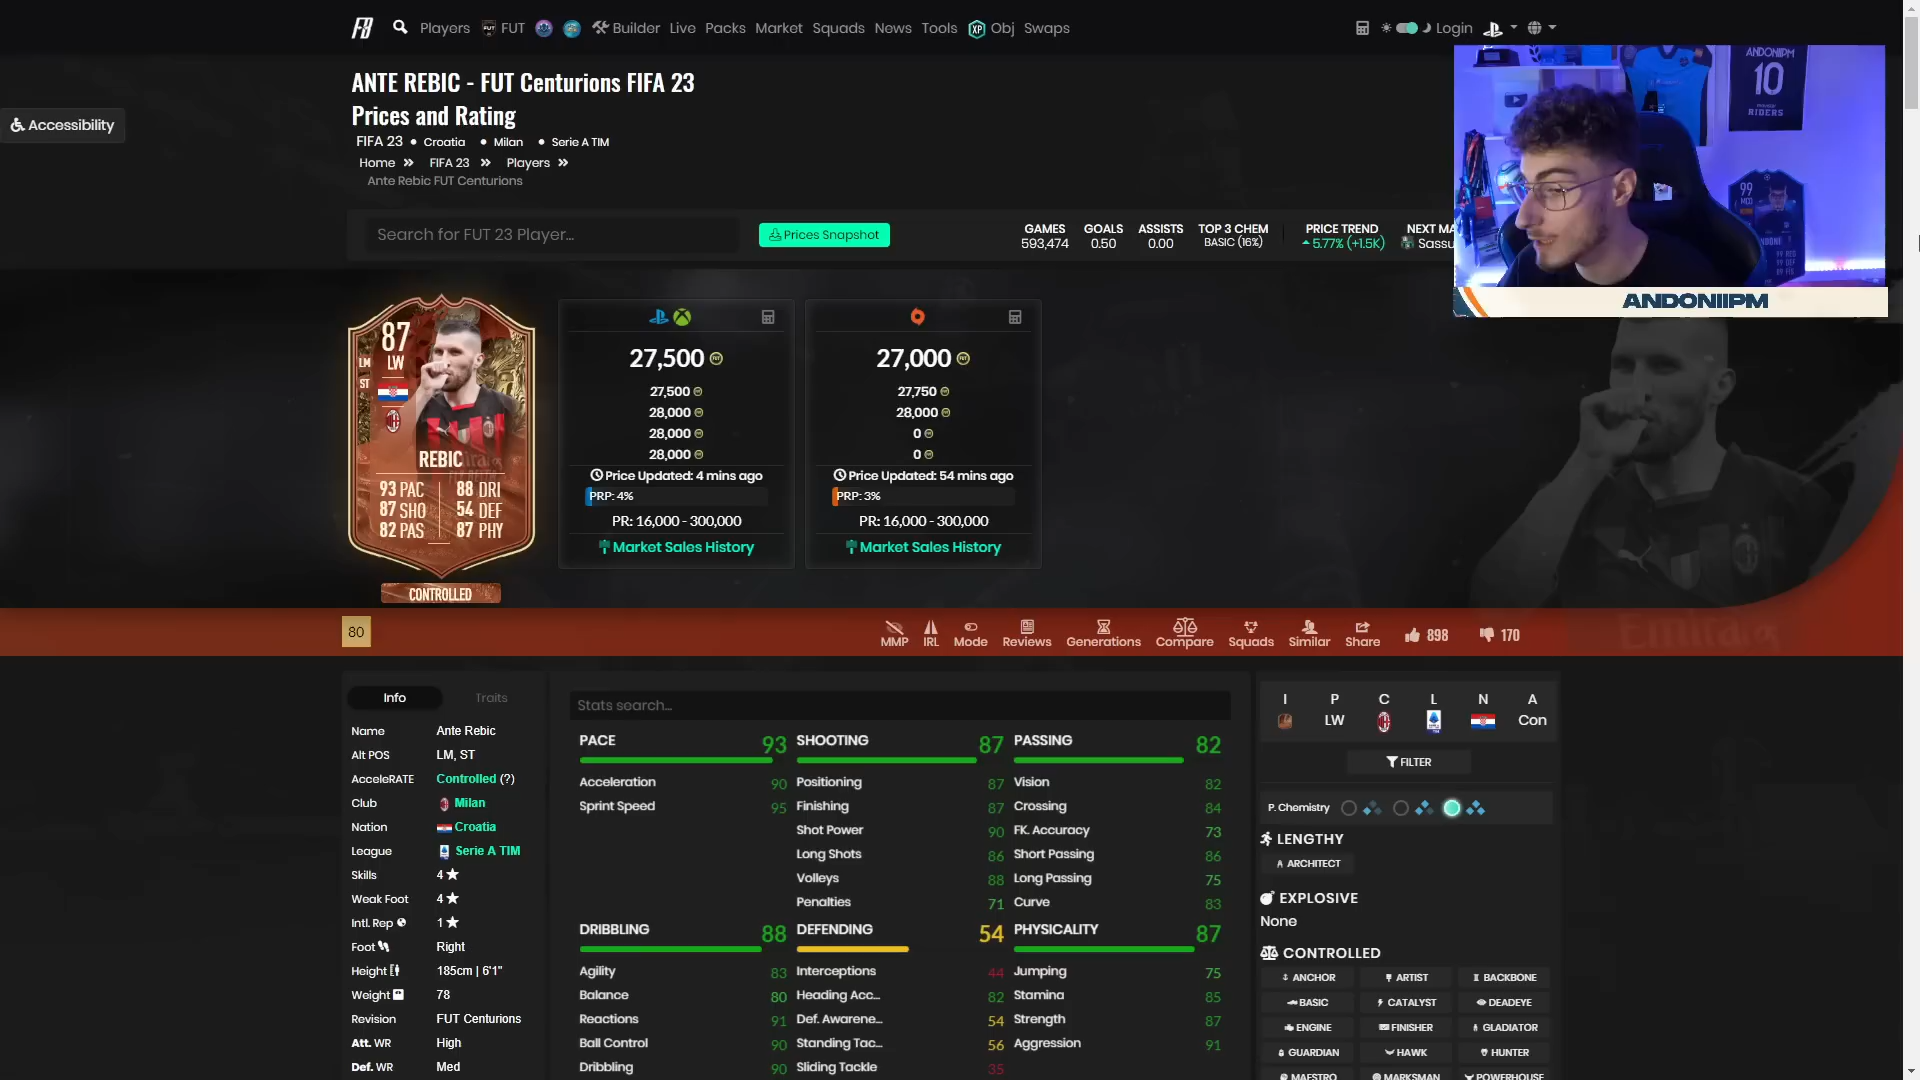 Players FUT Builder Live Packs Market Squads News Tools XP Obj Swaps Login
ANTE REBIC - FUT Centurions FIFA 23
Prices and Rating
FIFA 23 • Croatia • Milan • Serie A TIM
Home » FIFA 23 » Players »
Ante Rebic FUT Centurions
Accessibility
Search for FUT 23 Player...
Prices Snapshot
GAMES GOALS ASSISTS TOP 3 CHEM PRICE TREND NEXT MA
593,474 0.50 0.00 BASIC (16%) 5.77% (+1.5K) Sassu
ANDONIIPM
10
RIDERS
99
ANDONIIPM
87
LW
LM
ST
REBIC
93 PAC 88 DRI
87 SHO 54 DEF
82 PAS 87 PHY
CONTROLLED
27,500
27,500
28,000
28,000
28,000
Price Updated: 4 mins ago
PRP: 4%
PR: 16,000 - 300,000
Market Sales History
27,000
27,750
28,000
0
0
Price Updated: 54 mins ago
PRP: 3%
PR: 16,000 - 300,000
Market Sales History
80
MMP IRL Mode Reviews Generations Compare Squads Similar Share 898 170
Info Traits
Name Ante Rebic
Alt POS LM, ST
AcceleRATE Controlled (?)
Club Milan
Nation Croatia
League Serie A TIM
Skills 4
Weak Foot 4
Intl. Rep 1
Foot Right
Height 185cm | 6'1"
Weight 78
Revision FUT Centurions
Att. WR High
Def. WR Med
Stats search...
PACE 93
Acceleration 90
Sprint Speed 95
SHOOTING 87
Positioning 87
Finishing 87
Shot Power 90
Long Shots 86
Volleys 88
Penalties 71
PASSING 82
Vision 82
Crossing 84
FK. Accuracy 73
Short Passing 86
Long Passing 75
Curve 83
DRIBBLING 88
Agility 83
Balance 80
Reactions 91
Ball Control 90
Dribbling 90
DEFENDING 54
Interceptions 44
Heading Acc... 82
Def. Awarene... 54
Standing Tac... 56
Sliding Tackle 35
PHYSICALITY 87
Jumping 75
Stamina 85
Strength 87
Aggression 91
I P C L N A
LW Con
FILTER
P. Chemistry
LENGTHY
ARCHITECT
EXPLOSIVE
None
CONTROLLED
ANCHOR ARTIST BACKBONE
BASIC CATALYST DEADEYE
ENGINE FINISHER GLADIATOR
GUARDIAN HAWK HUNTER
MAESTRO MARKSMAN POWERHOUSE